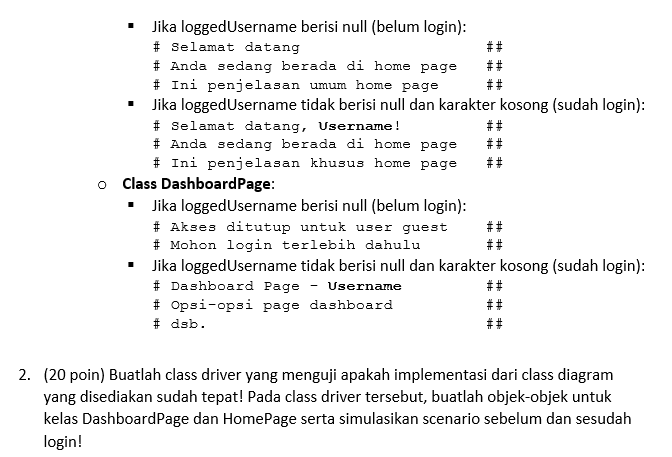 ▪ Jika loggedUsername berisi null (belum login):
# Selamat datang ##
# Anda sedang berada di home page ##
# Ini penjelasan umum home page ##
▪ Jika loggedUsername tidak berisi null dan karakter kosong (sudah login):
# Selamat datang, Username! ##
# Anda sedang berada di home page ##
# Ini penjelasan khusus home page ##
o Class DashboardPage:
▪ Jika loggedUsername berisi null (belum login):
# Akses ditutup untuk user guest ##
# Mohon login terlebih dahulu ##
▪ Jika loggedUsername tidak berisi null dan karakter kosong (sudah login):
# Dashboard Page - Username ##
# Opsi-opsi page dashboard ##
# dsb. ##
2. (20 poin) Buatlah class driver yang menguji apakah implementasi dari class diagram
yang disediakan sudah tepat! Pada class driver tersebut, buatlah objek-objek untuk
kelas DashboardPage dan HomePage serta simulasikan scenario sebelum dan sesudah
login!